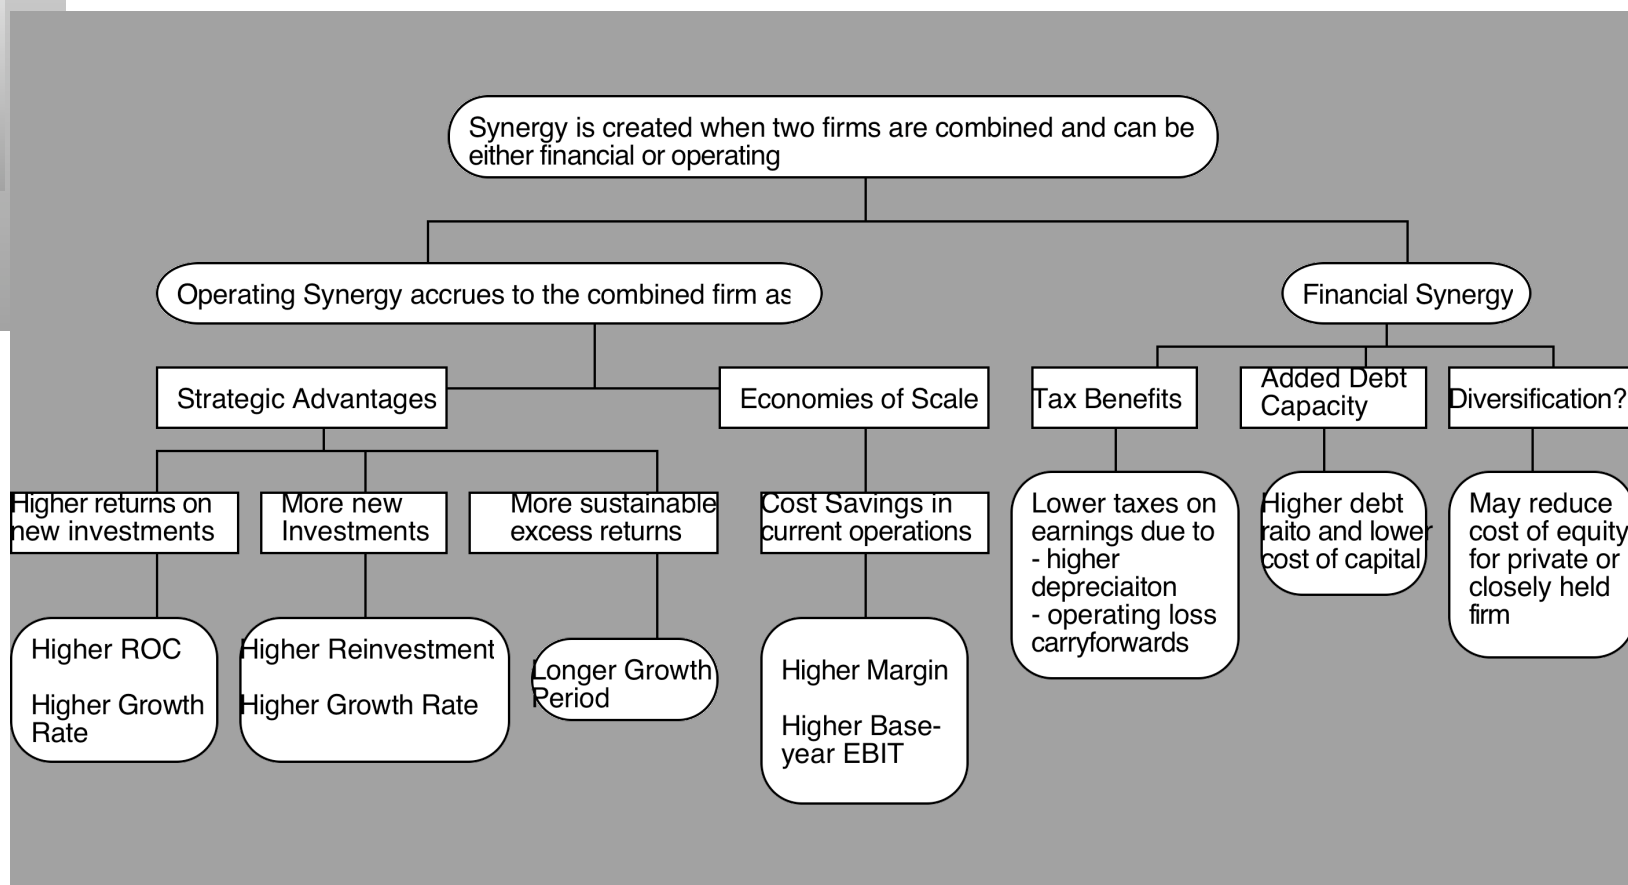 Synergy is created when two firms are combined and can be
either financial or operating
Operating Synergy accrues to the combined firm as
Financial Synergy
Strategic Advantages
Economies of Scale
Tax Benefits
Added Debt
Capacity
Diversification?
Higher returns on
new investments
More new
Investments
More sustainable
excess returns
Cost Savings in
current operations
Lower taxes on
earnings due to
- higher
depreciaiton
- operating loss
carryforwards
Higher debt
raito and lower
cost of capital
May reduce
cost of equity
for private or
closely held
firm
Higher ROC
Higher Growth
Rate
Higher Reinvestment
Higher Growth Rate
Longer Growth
Period
Higher Margin
Higher Base-
year EBIT